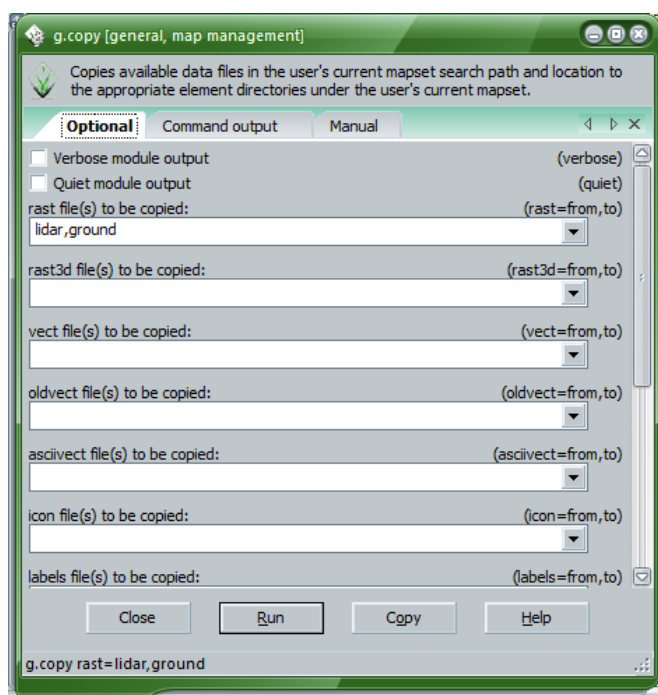 g.copy [general, map management]
Copies available data files in the user's current mapset search path and location to
the appropriate element directories under the user's current mapset.
Optional Command output Manual
Verbose module output (verbose)
Quiet module output (quiet)
rast file(s) to be copied: (rast=from,to)
lidar,ground
rast3d file(s) to be copied: (rast3d=from,to)
vect file(s) to be copied: (vect=from,to)
oldvect file(s) to be copied: (oldvect=from,to)
asciivect file(s) to be copied: (asciivect=from,to)
icon file(s) to be copied: (icon=from,to)
labels file(s) to be copied: (labels=from,to)
Close Run Copy Help
g.copy rast=lidar,ground